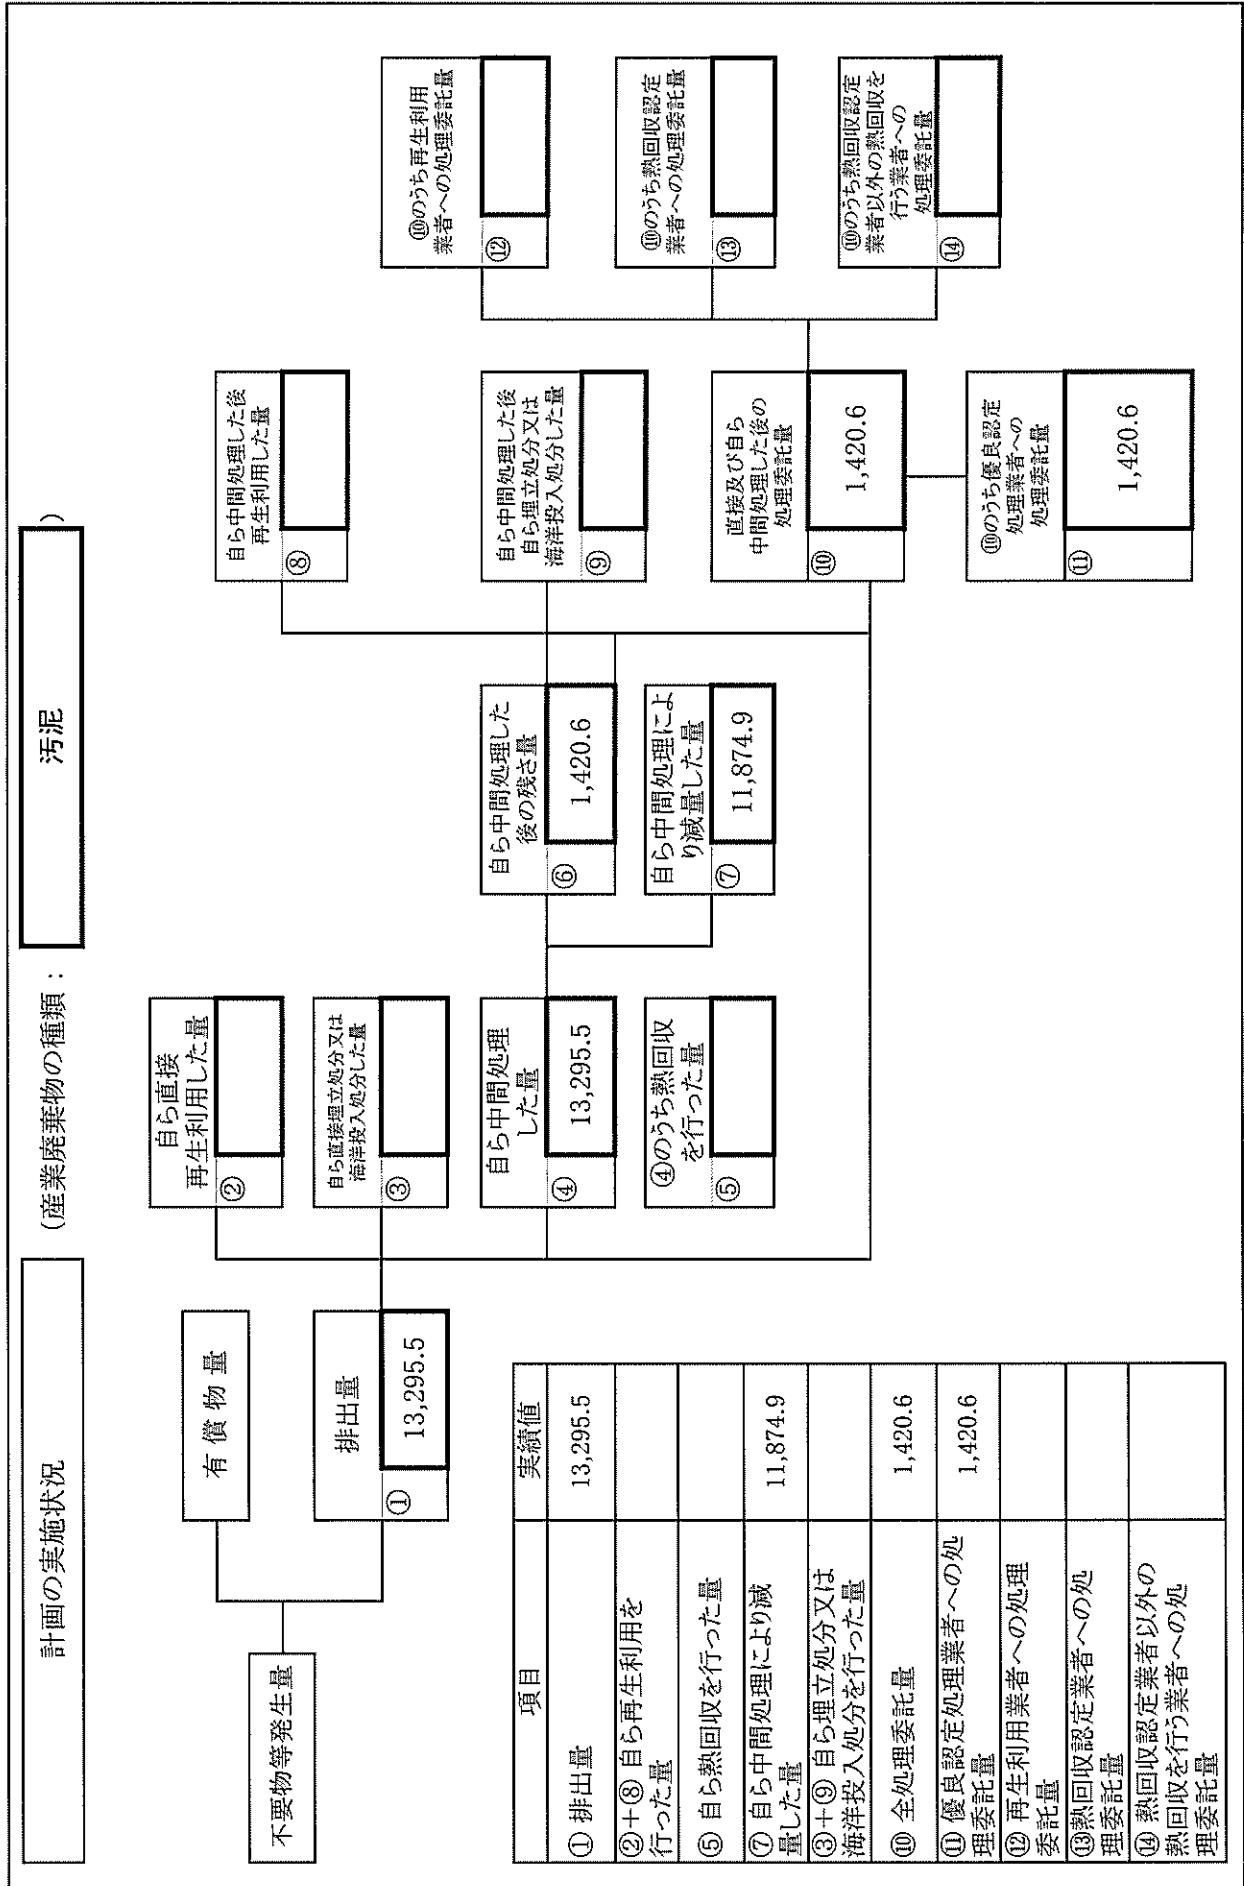 計画の実施状況
(産業廃棄物の種類：
汚泥
)
不要物等発生量
有償物量
排出量
① 13,295.5
自ら直接
再生利用した量
②
自ら直接埋立処分又は
海洋投入処分した量
③
自ら中間処理
した量
④ 13,295.5
④のうち熱回収
を行った量
⑤
自ら中間処理した
後の残さ量
⑥ 1,420.6
自ら中間処理によ
り減量した量
⑦ 11,874.9
自ら中間処理した後
再生利用した量
⑧
自ら中間処理した後
自ら埋立処分又は
海洋投入処分した量
⑨
直接及び自ら
中間処理した後の
処理委託量
⑩ 1,420.6
⑩のうち優良認定
処理業者への
処理委託量
⑪ 1,420.6
⑩のうち再生利用
業者への処理委託量
⑫
⑩のうち熱回収認定
業者への処理委託量
⑬
⑩のうち熱回収認定
業者以外の熱回収を
行う業者への
処理委託量
⑭
項目 実績値
① 排出量 13,295.5
②＋⑧ 自ら再生利用を
行った量
⑤ 自ら熱回収を行った量
⑦ 自ら中間処理により減
量した量 11,874.9
③＋⑨ 自ら埋立処分又は
海洋投入処分を行った量
⑩ 全処理委託量 1,420.6
⑪ 優良認定処理業者への処
理委託量 1,420.6
⑫ 再生利用業者への処理
委託量
⑬熱回収認定業者への処
理委託量
⑭ 熱回収認定業者以外の
熱回収を行う業者への処
理委託量